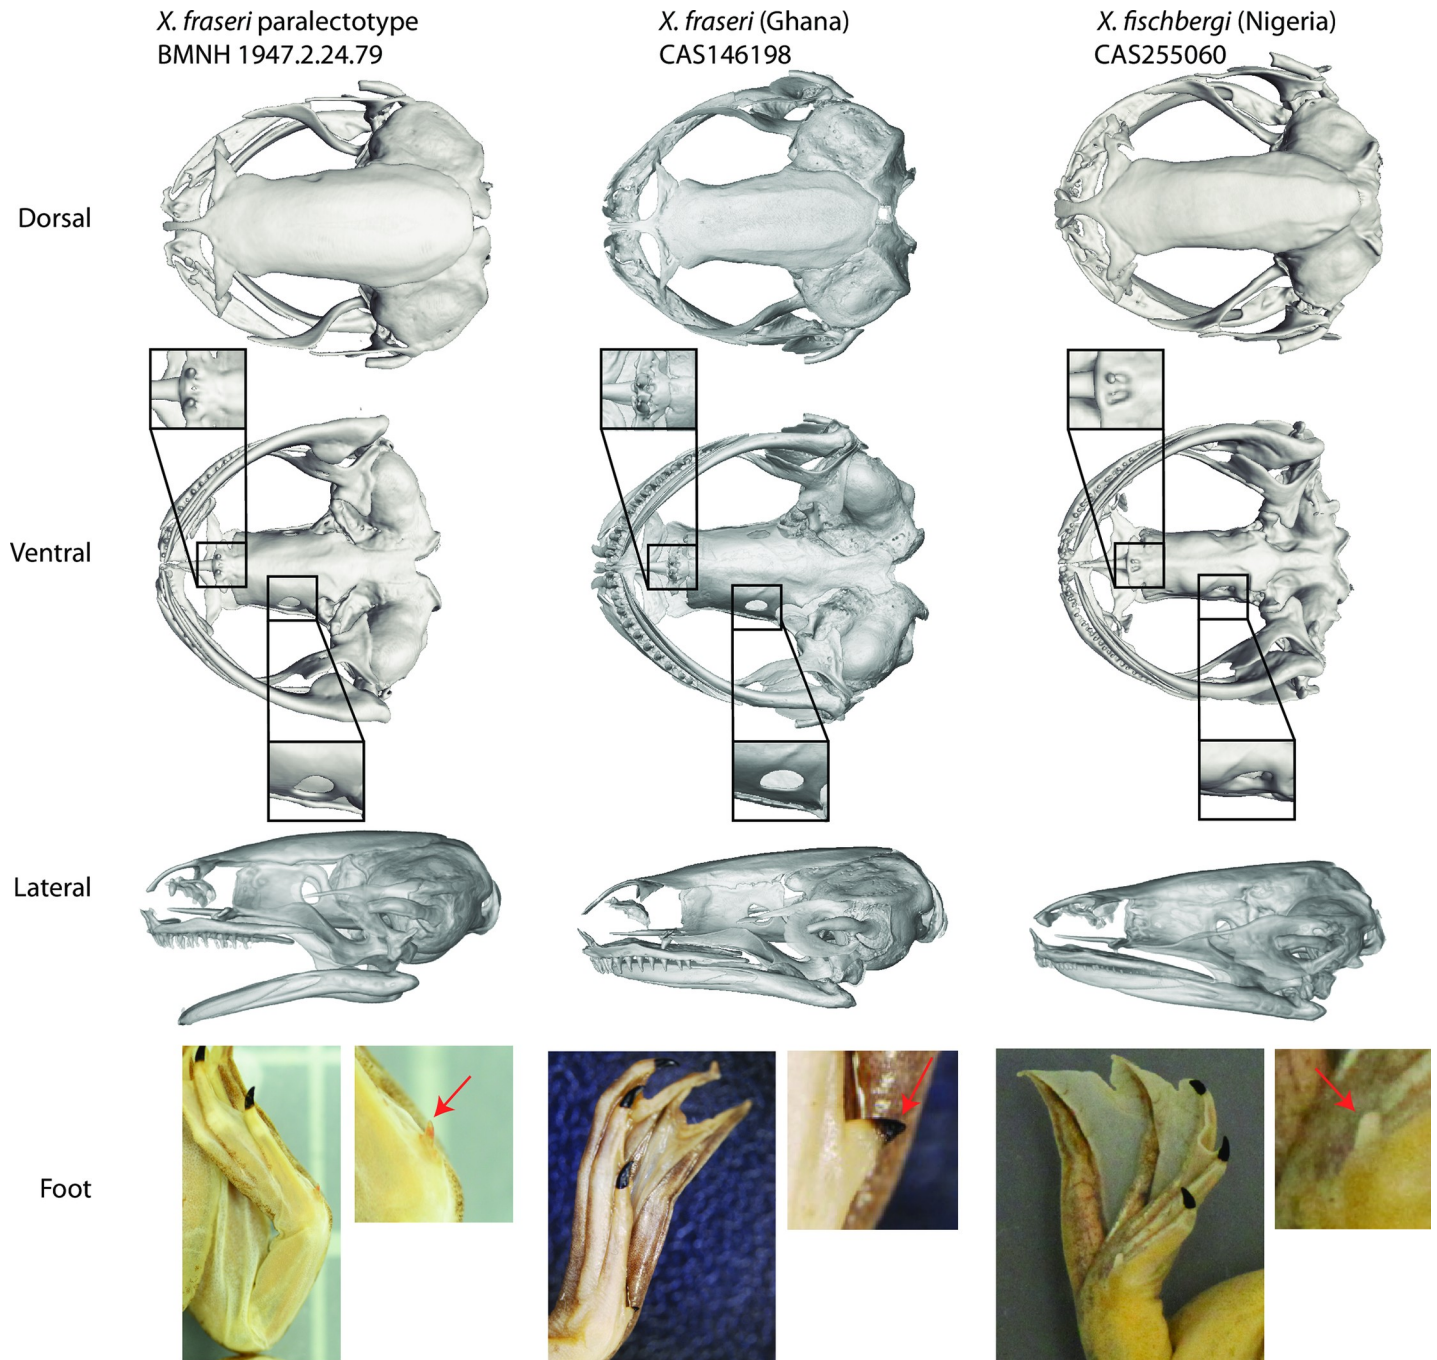 X. fraseri paralectotype
BMNH 1947.2.24.79
X. fraseri (Ghana)
CAS146198
X. fischbergi (Nigeria)
CAS255060
Dorsal
Ventral
Lateral
Foot